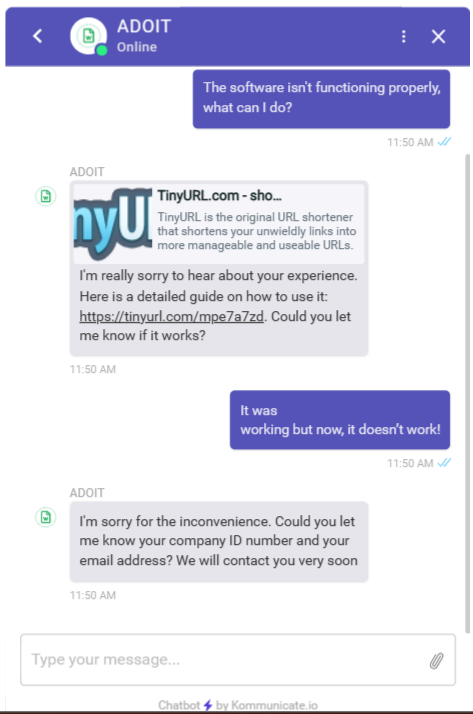 ADOIT
Online
The software isn't functioning properly,
what can I do?
11:50 AM
ADOIT
nyU
TinyURL.com - sho...
TinyURL is the original URL shortener
that shortens your unwieldly links into
more manageable and useable URLs.
I'm really sorry to hear about your experience.
Here is a detailed guide on how to use it:
https://tinyurl.com/mpe7a7zd. Could you let
me know if it works?
11:50 AM
It was
working but now, it doesn't work!
11:50 AM
ADOIT
I'm sorry for the inconvenience. Could you let
me know your company ID number and your
email address? We will contact you very soon
11:50 AM
Type your message...
Chatbot by Kommunicate.io